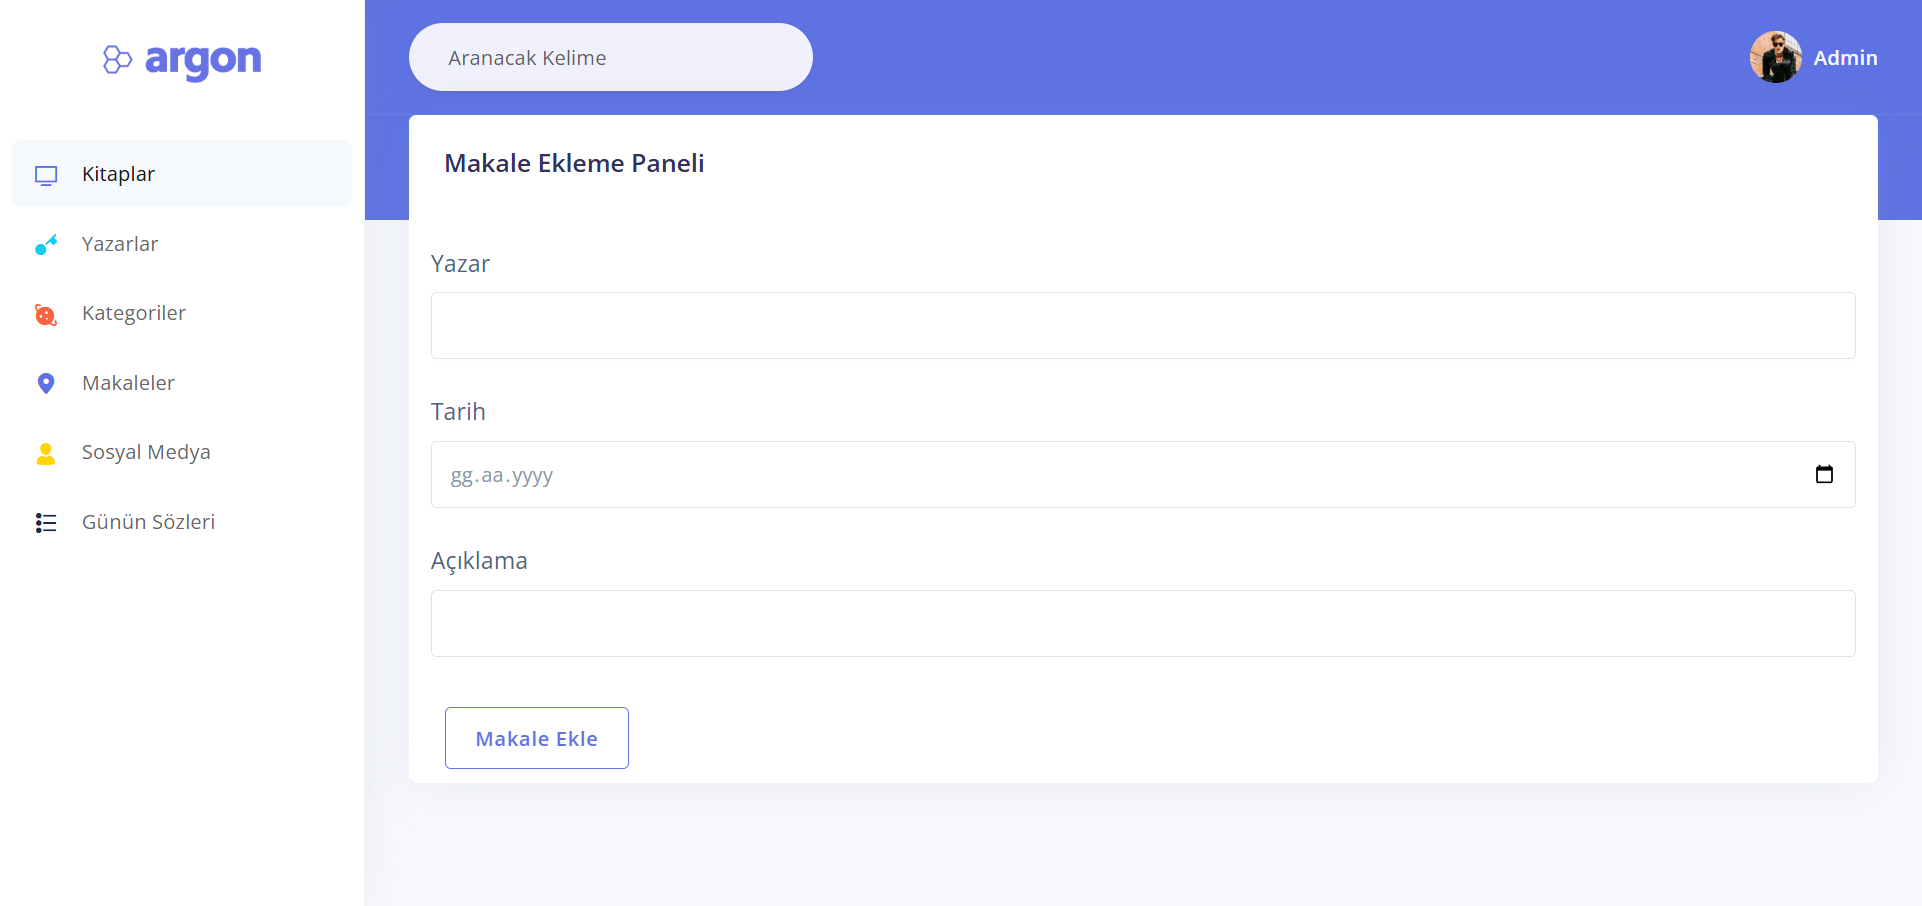 argon
Aranacak Kelime
Admin
Kitaplar
Yazarlar
Kategoriler
Makaleler
Sosyal Medya
Günün Sözleri
Makale Ekleme Paneli
Yazar
Tarih
gg.aa.yyyy
Açıklama
Makale Ekle